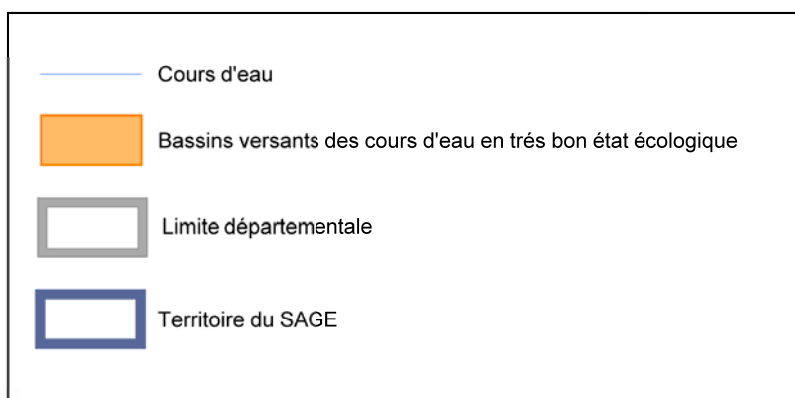 Cours d'eau
Bassins versants des cours d'eau en trés bon état écologique
Limite départementale
Territoire du SAGE